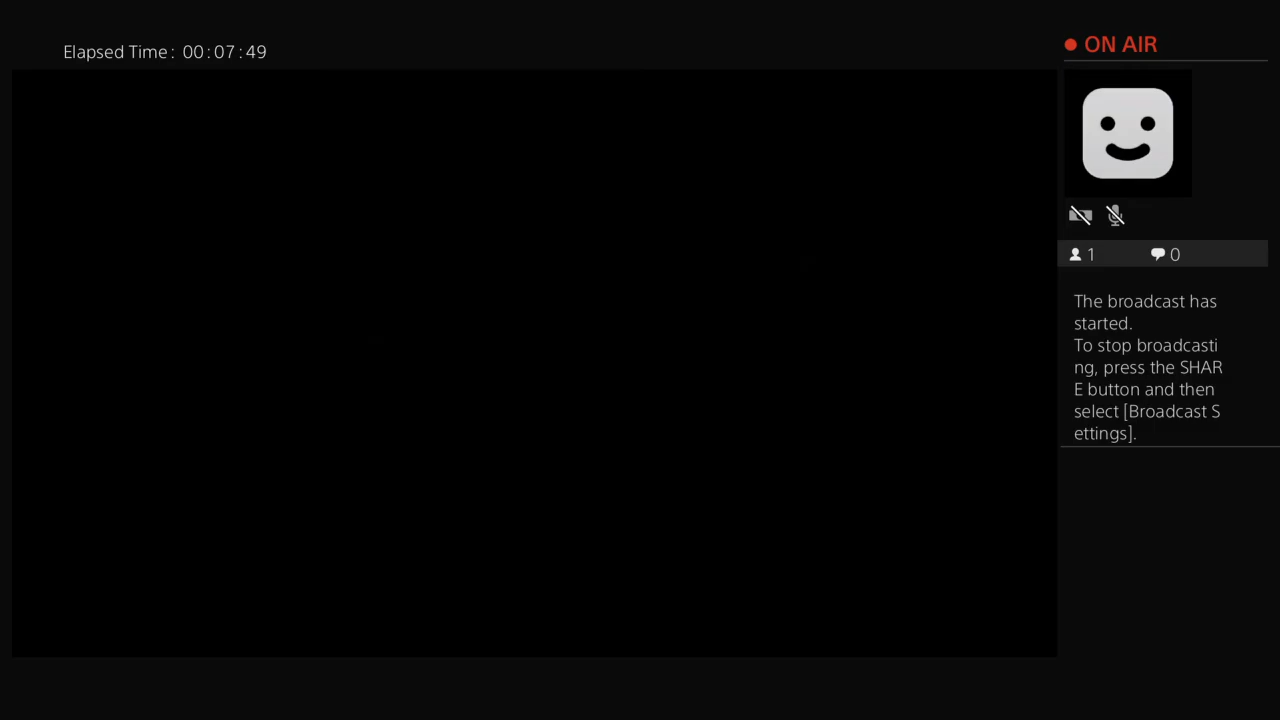 Elapsed Time: 00:07:49
ON AIR
1 0
The broadcast has
started.
To stop broadcasti
ng, press the SHAR
E button and then
select [Broadcast S
ettings].